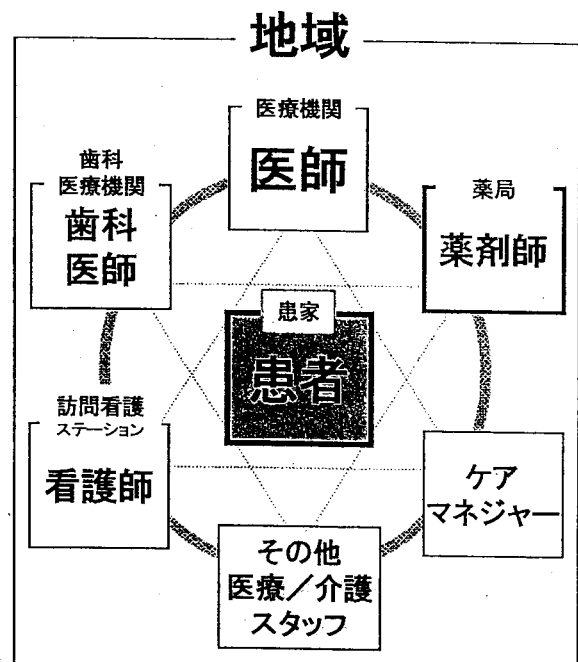 地域
医療機関
医師
歯科
医療機関
歯科
医師
薬局
薬剤師
患家
患者
訪問看護
ステーション
看護師
ケア
マネジャー
その他
医療／介護
スタッフ